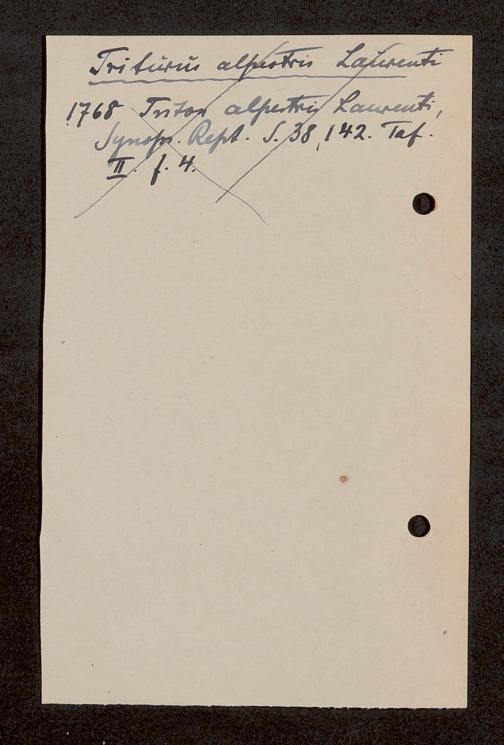 Triturus alpestris Laurenti
1768 Triton alpestris Laurenti,
Synops. Rept. S. 38, 142. Taf.
II. f. 4.